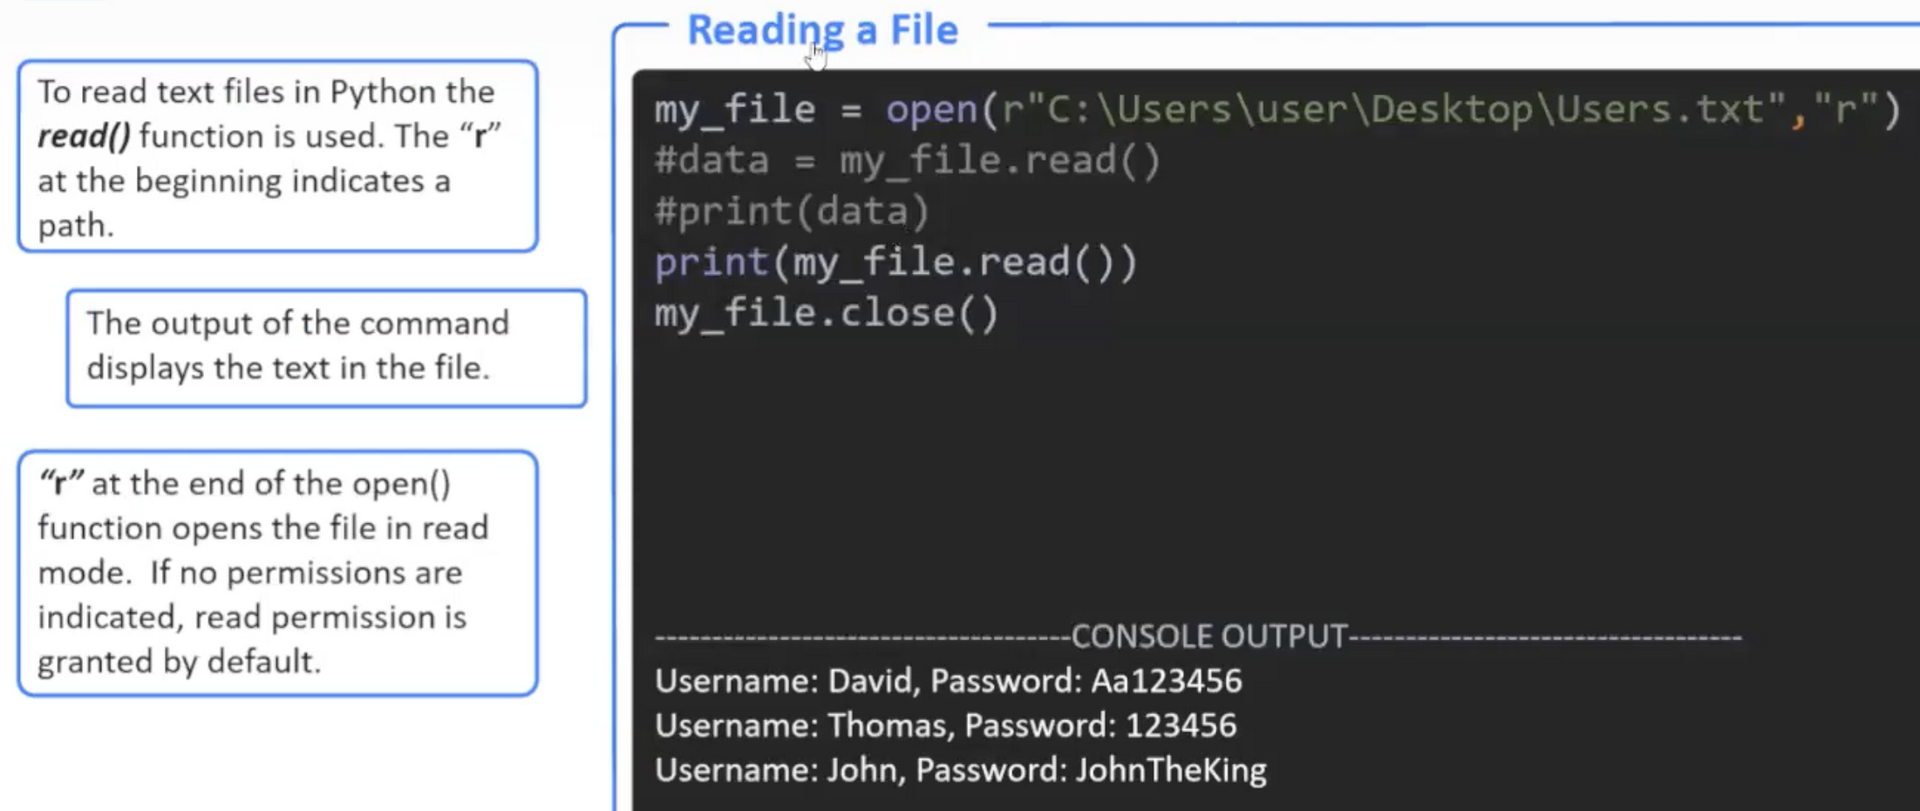 Reading a File
To read text files in Python the
read() function is used. The “r”
at the beginning indicates a
path.
The output of the command
displays the text in the file.
“r” at the end of the open()
function opens the file in read
mode.  If no permissions are
indicated, read permission is
granted by default.
my_file = open(r"C:\Users\user\Desktop\Users.txt","r")
#data = my_file.read()
#print(data)
print(my_file.read())
my_file.close()
------------------------------------CONSOLE OUTPUT----------------------------------
Username: David, Password: Aa123456
Username: Thomas, Password: 123456
Username: John, Password: JohnTheKing